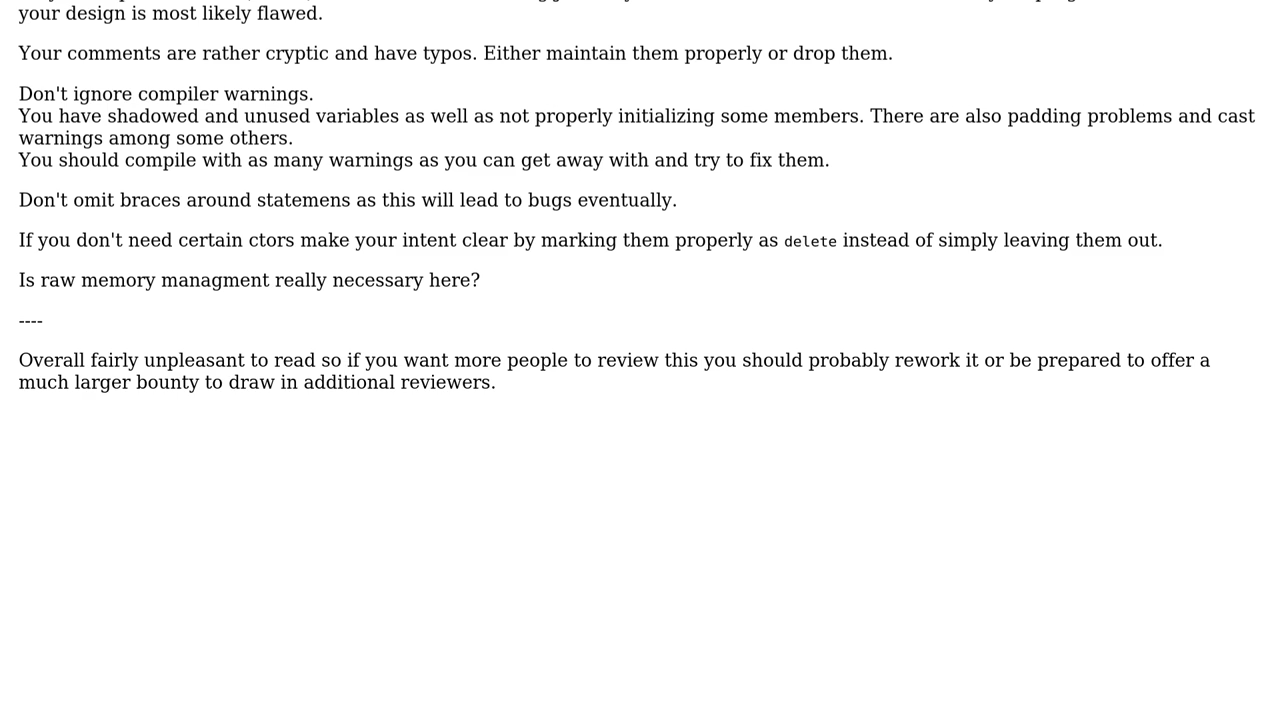 your design is most likely flawed.
Your comments are rather cryptic and have typos. Either maintain them properly or drop them.
Don't ignore compiler warnings.
You have shadowed and unused variables as well as not properly initializing some members. There are also padding problems and cast
warnings among some others.
You should compile with as many warnings as you can get away with and try to fix them.
Don't omit braces around statemens as this will lead to bugs eventually.
If you don't need certain ctors make your intent clear by marking them properly as delete instead of simply leaving them out.
Is raw memory managment really necessary here?
----
Overall fairly unpleasant to read so if you want more people to review this you should probably rework it or be prepared to offer a
much larger bounty to draw in additional reviewers.